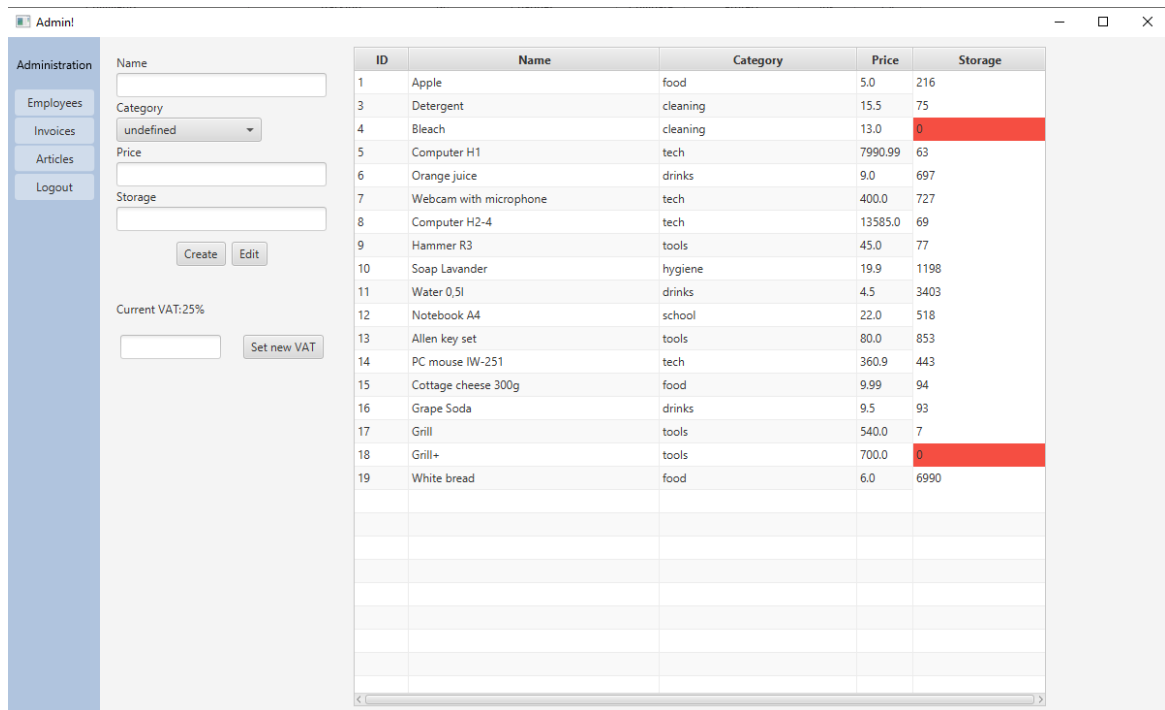 Admin!
Administration
Employees
Invoices
Articles
Logout
Name
Category
undefined
Price
Storage
Create Edit
Current VAT:25%
Set new VAT
ID Name Category Price Storage
1 Apple food 5.0 216
3 Detergent cleaning 15.5 75
4 Bleach cleaning 13.0 0
5 Computer H1 tech 7990.99 63
6 Orange juice drinks 9.0 697
7 Webcam with microphone tech 400.0 727
8 Computer H2-4 tech 13585.0 69
9 Hammer R3 tools 45.0 77
10 Soap Lavander hygiene 19.9 1198
11 Water 0,5l drinks 4.5 3403
12 Notebook A4 school 22.0 518
13 Allen key set tools 80.0 853
14 PC mouse IW-251 tech 360.9 443
15 Cottage cheese 300g food 9.99 94
16 Grape Soda drinks 9.5 93
17 Grill tools 540.0 7
18 Grill+ tools 700.0 0
19 White bread food 6.0 6990